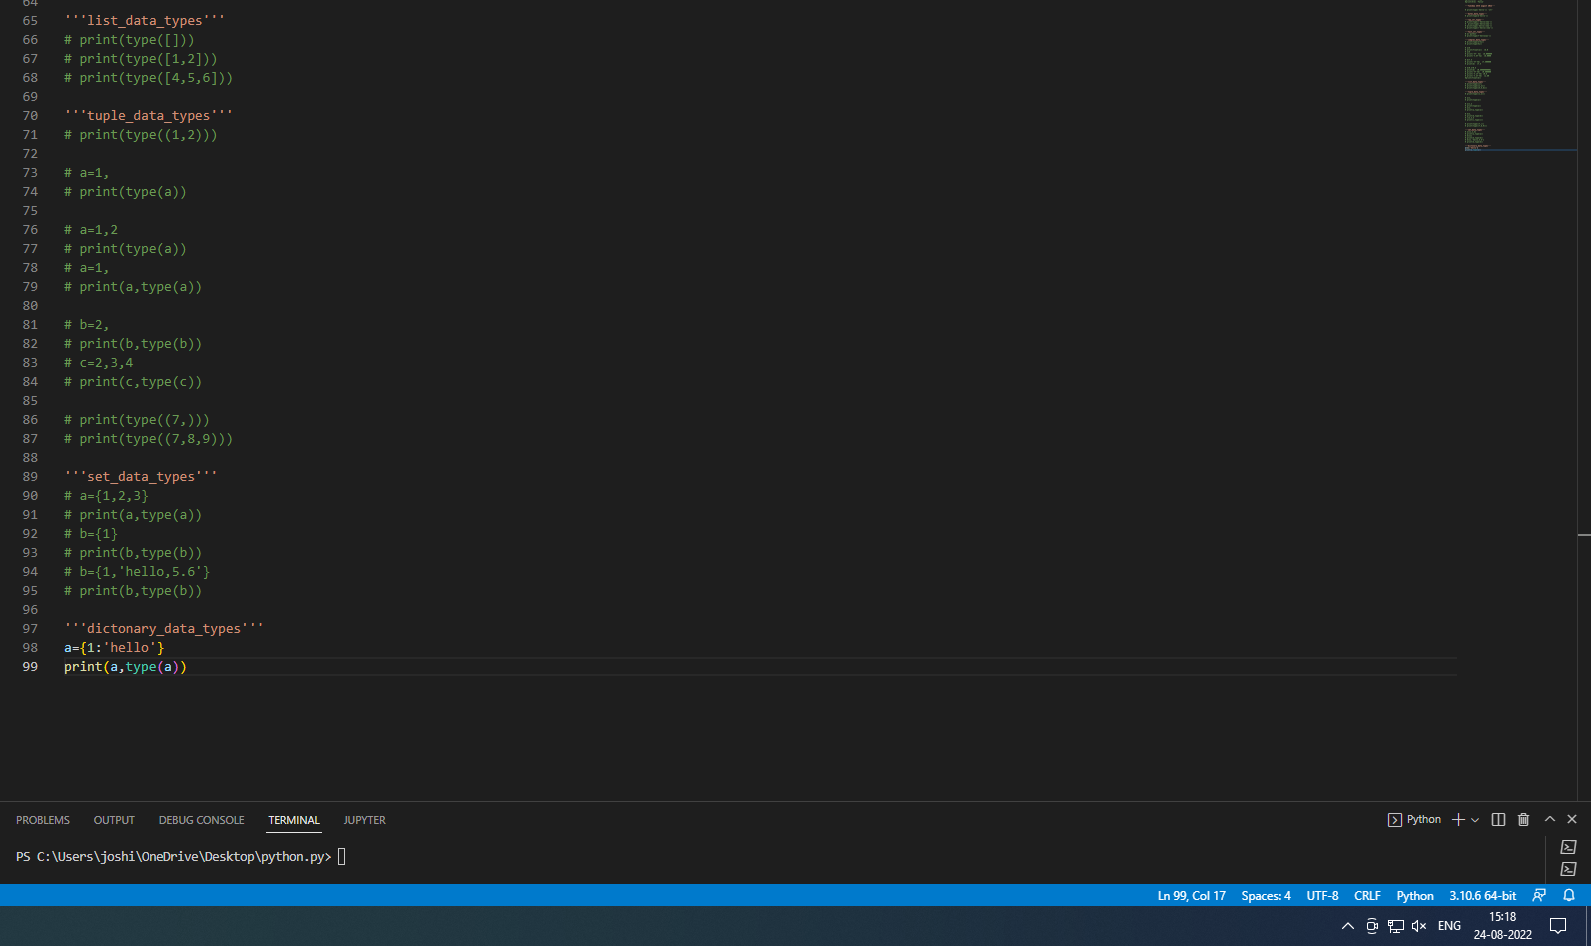 64
65 '''list_data_types'''
66 # print(type([]))
67 # print(type([1,2]))
68 # print(type([4,5,6]))
69
70 '''tuple_data_types'''
71 # print(type((1,2)))
72
73 # a=1,
74 # print(type(a))
75
76 # a=1,2
77 # print(type(a))
78 # a=1,
79 # print(a,type(a))
80
81 # b=2,
82 # print(b,type(b))
83 # c=2,3,4
84 # print(c,type(c))
85
86 # print(type((7,)))
87 # print(type((7,8,9)))
88
89 '''set_data_types'''
90 # a={1,2,3}
91 # print(a,type(a))
92 # b={1}
93 # print(b,type(b))
94 # b={1,'hello,5.6'}
95 # print(b,type(b))
96
97 '''dictonary_data_types'''
98 a={1:'hello'}
99 print(a,type(a))
PROBLEMS OUTPUT DEBUG CONSOLE TERMINAL JUPYTER Python
PS C:\Users\joshi\OneDrive\Desktop\python.py>
Ln 99, Col 17 Spaces: 4 UTF-8 CRLF Python 3.10.6 64-bit
ENG 15:18
24-08-2022